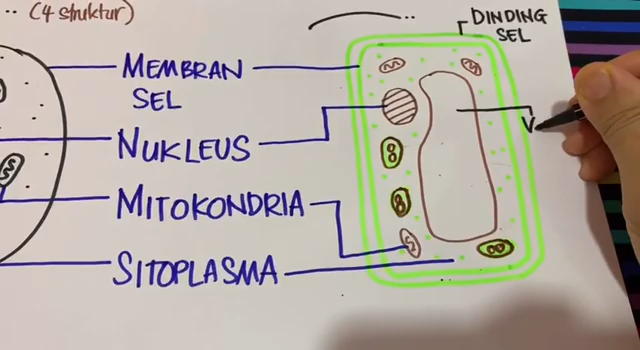 (4 struktur)
DINDING
SEL
MEMBRAN
SEL
NUKLEUS
V
MITOKONDRIA
SITOPLASMA